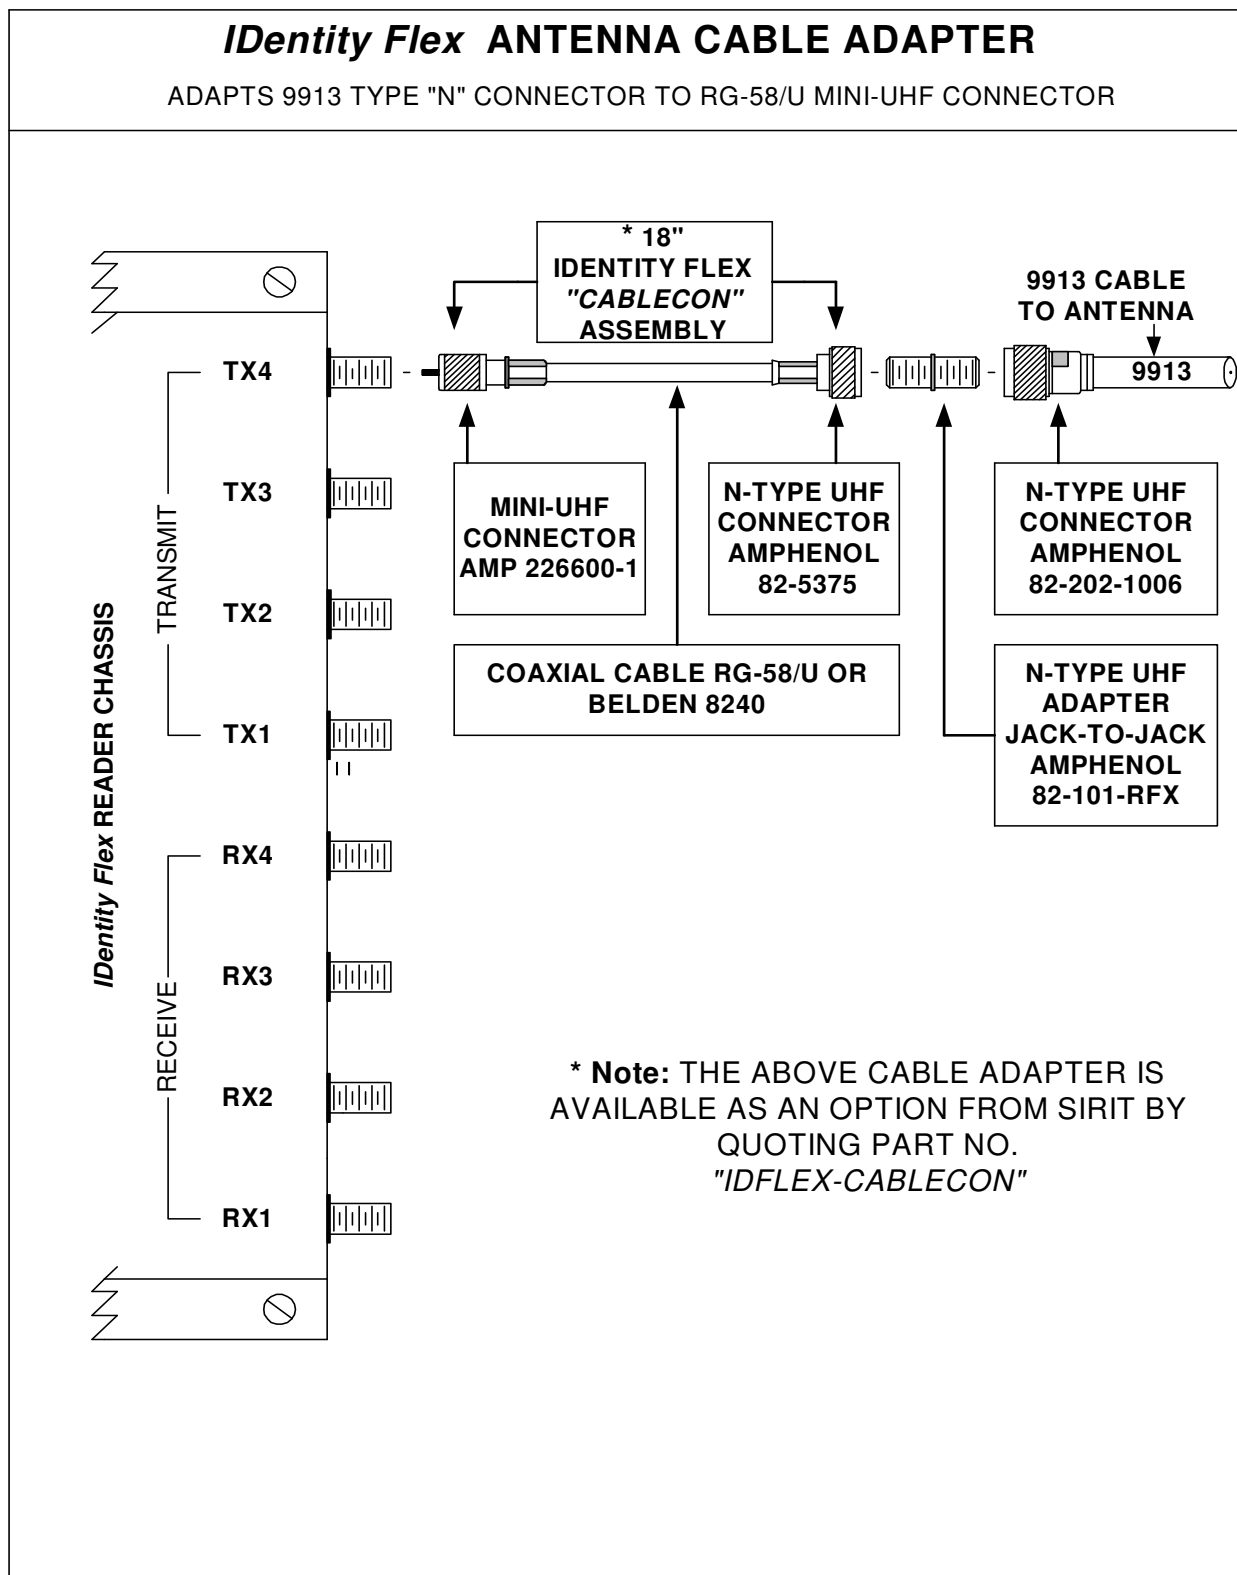 IDentity Flex ANTENNA CABLE ADAPTER
ADAPTS 9913 TYPE "N" CONNECTOR TO RG-58/U MINI-UHF CONNECTOR
* 18"
IDENTITY FLEX
"CABLECON"
ASSEMBLY
9913 CABLE
TO ANTENNA
9913
TX4
TX3
TX2
TX1
RX4
RX3
RX2
RX1
TRANSMIT
RECEIVE
IDentity Flex READER CHASSIS
MINI-UHF
CONNECTOR
AMP 226600-1
N-TYPE UHF
CONNECTOR
AMPHENOL
82-5375
N-TYPE UHF
CONNECTOR
AMPHENOL
82-202-1006
COAXIAL CABLE RG-58/U OR
BELDEN 8240
N-TYPE UHF
ADAPTER
JACK-TO-JACK
AMPHENOL
82-101-RFX
* Note: THE ABOVE CABLE ADAPTER IS
AVAILABLE AS AN OPTION FROM SIRIT BY
QUOTING PART NO.
"IDFLEX-CABLECON"